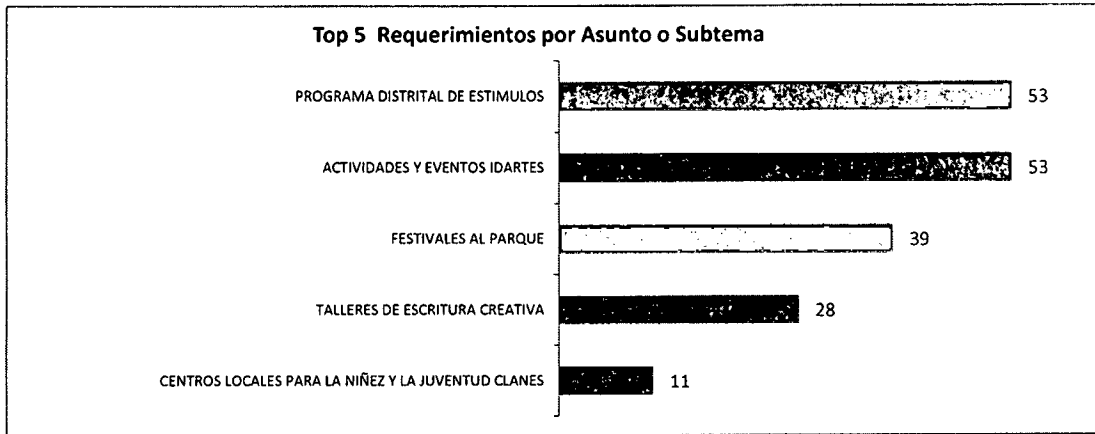 Top 5 Requerimientos por Asunto o Subtema
PROGRAMA DISTRITAL DE ESTIMULOS 53
ACTIVIDADES Y EVENTOS IDARTES 53
FESTIVALES AL PARQUE 39
TALLERES DE ESCRITURA CREATIVA 28
CENTROS LOCALES PARA LA NIÑEZ Y LA JUVENTUD CLANES 11